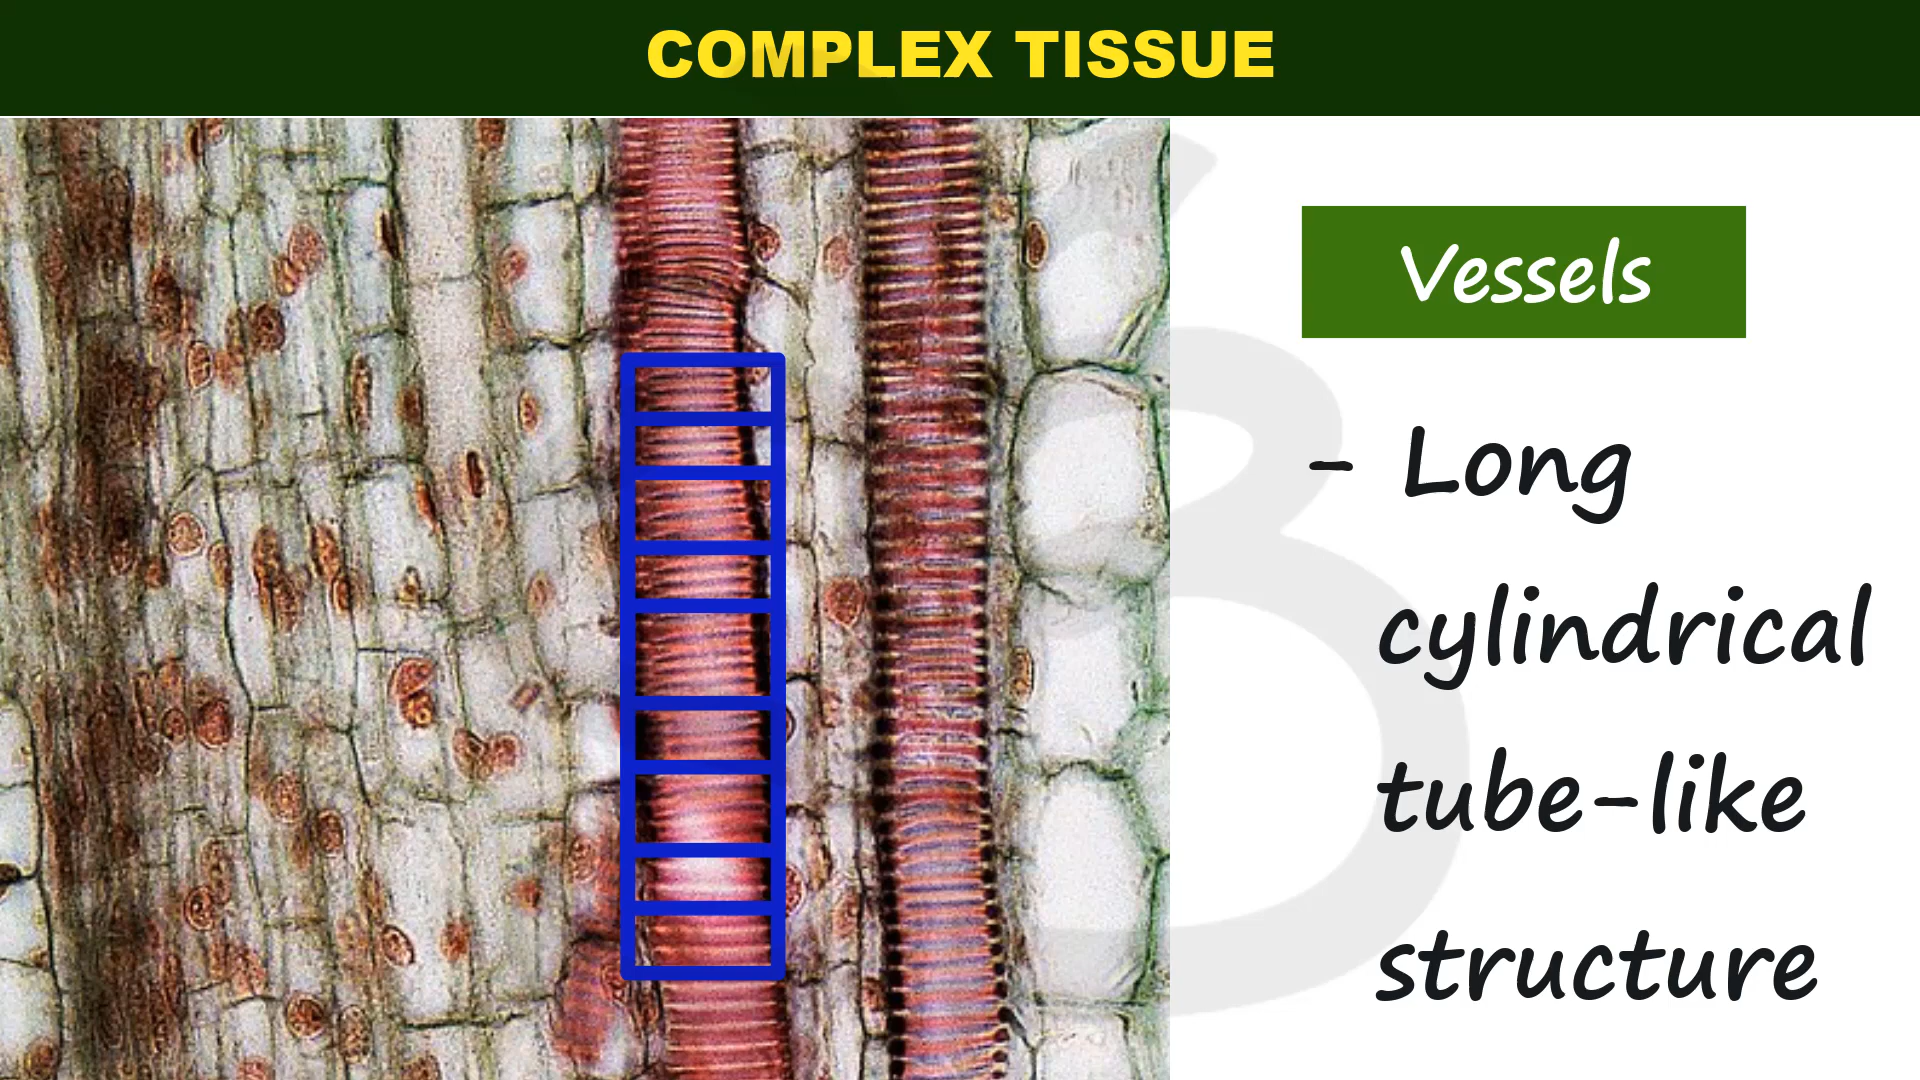 COMPLEX TISSUE
Vessels
- Long
cylindrical
tube-like
structure